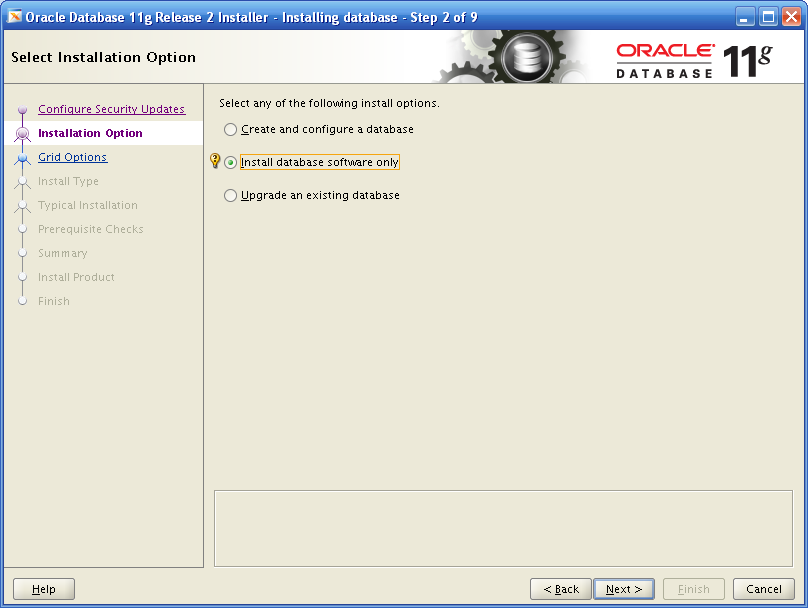 Oracle Database 11g Release 2 Installer - Installing database - Step 2 of 9
Select Installation Option
ORACLE
DATABASE
11g
Configure Security Updates
Installation Option
Grid Options
Install Type
Typical Installation
Prerequisite Checks
Summary
Install Product
Finish
Select any of the following install options.
Create and configure a database
Install database software only
Upgrade an existing database
Help
< Back
Next >
Finish
Cancel